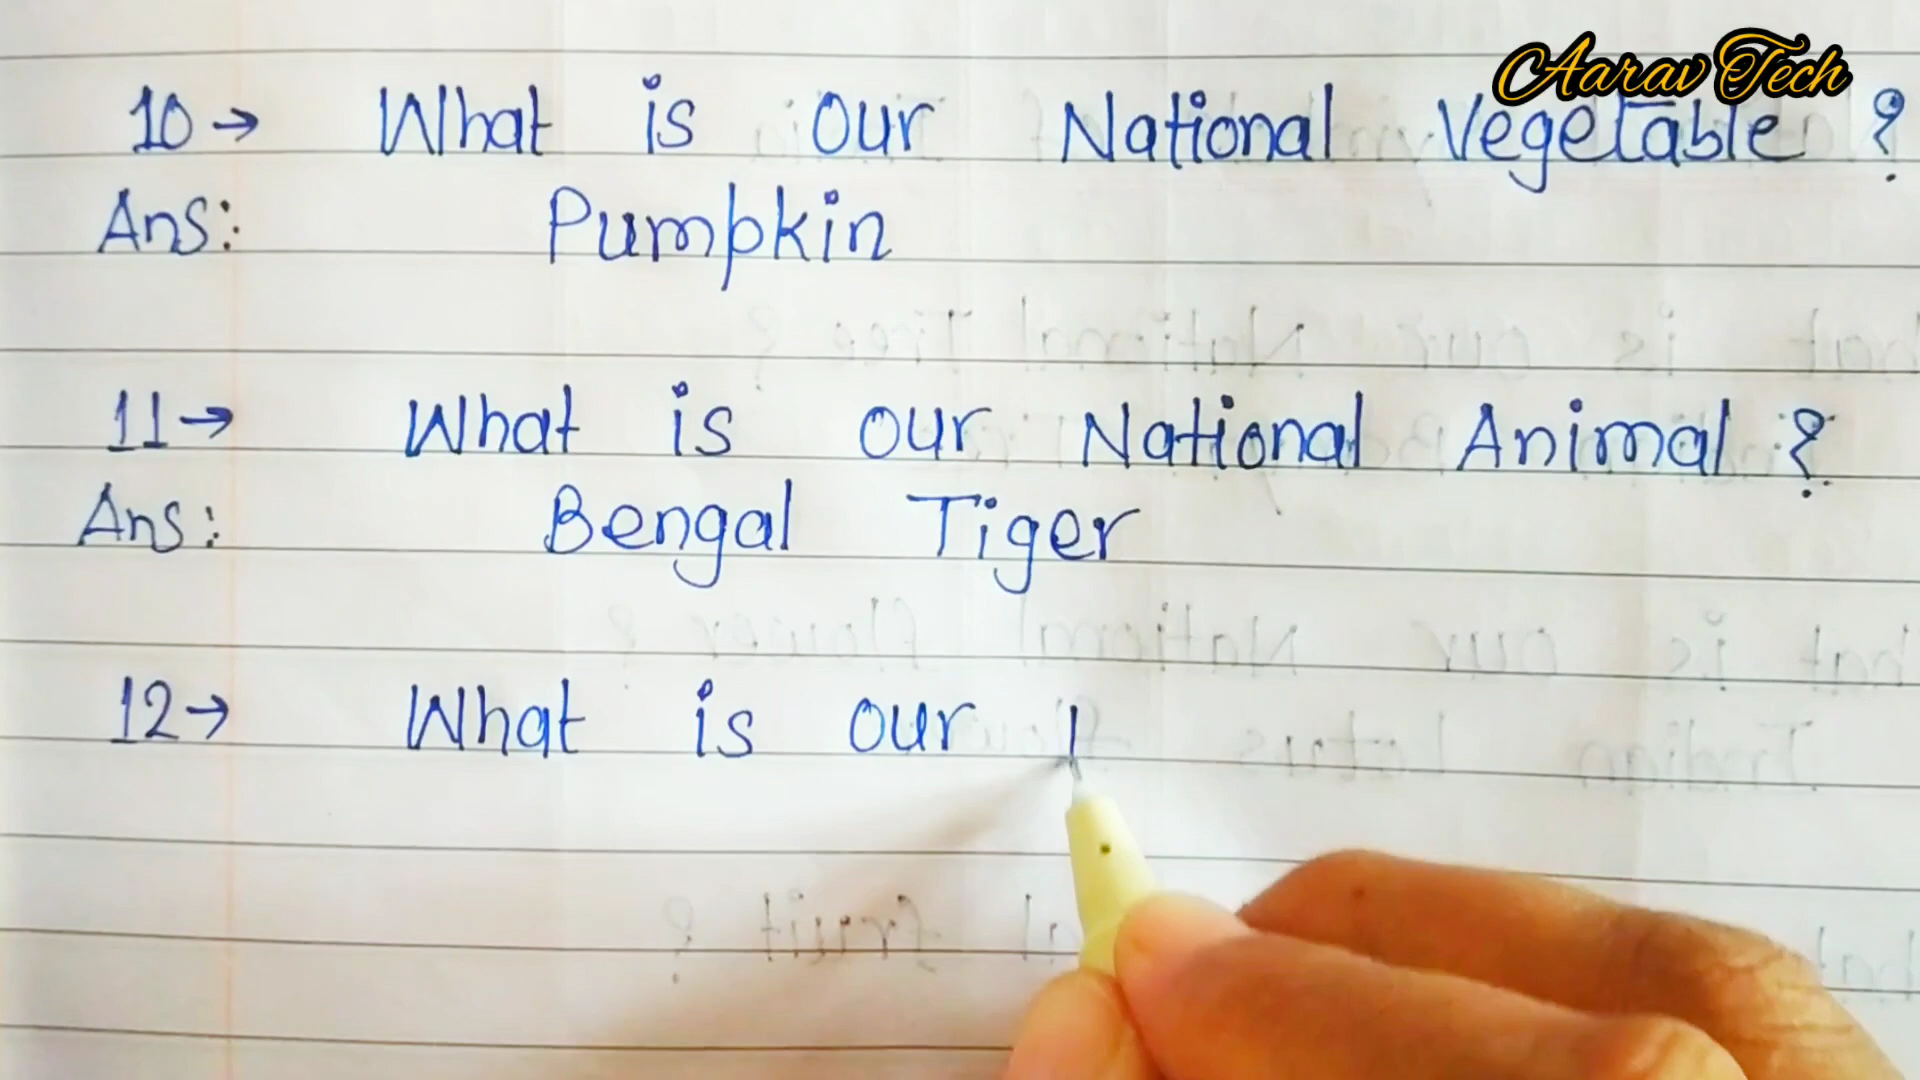 Aarav Tech
10→ What is our National Vegetable ?
Ans: Pumpkin
11→ What is our National Animal ?
Ans: Bengal Tiger
12→ What is our